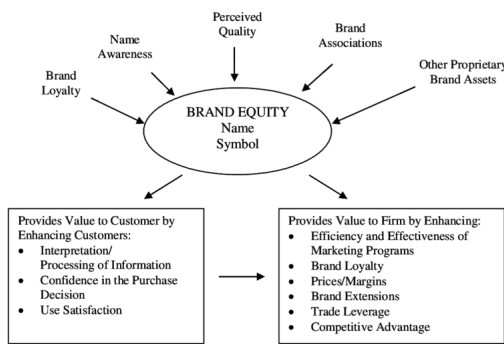 Perceived
Quality
Brand
Associations
Name
Awareness
Other Proprietary
Brand Assets
Brand
Loyalty
BRAND EQUITY
Name
Symbol
Provides Value to Customer by
Enhancing Customers:
• Interpretation/
Processing of Information
• Confidence in the Purchase
Decision
• Use Satisfaction
Provides Value to Firm by Enhancing:
• Efficiency and Effectiveness of
Marketing Programs
• Brand Loyalty
• Prices/Margins
• Brand Extensions
• Trade Leverage
• Competitive Advantage